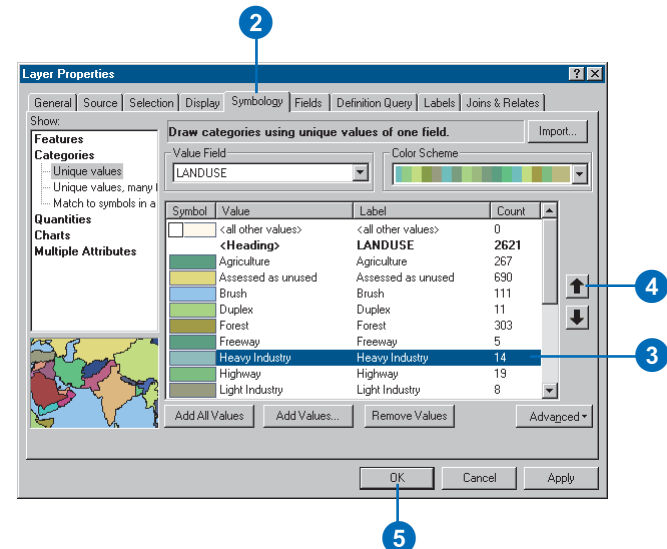 2
Layer Properties
General Source Selection Display Symbology Fields Definition Query Labels Joins & Relates
Show:
Features
Categories
Unique values
Unique values, many
Match to symbols in a
Quantities
Charts
Multiple Attributes
Draw categories using unique values of one field.
Import...
Value Field
LANDUSE
Color Scheme
Symbol Value Label Count
<all other values> <all other values> 0
<Heading> LANDUSE 2621
Agriculture Agriculture 267
Assessed as unused Assessed as unused 690
Brush Brush 111
Duplex Duplex 11
Forest Forest 303
Freeway Freeway 5
Heavy Industry Heavy Industry 14
Highway Highway 19
Light Industry Light Industry 8
4
3
Add All Values Add Values... Remove Values Advanced
OK Cancel Apply
5